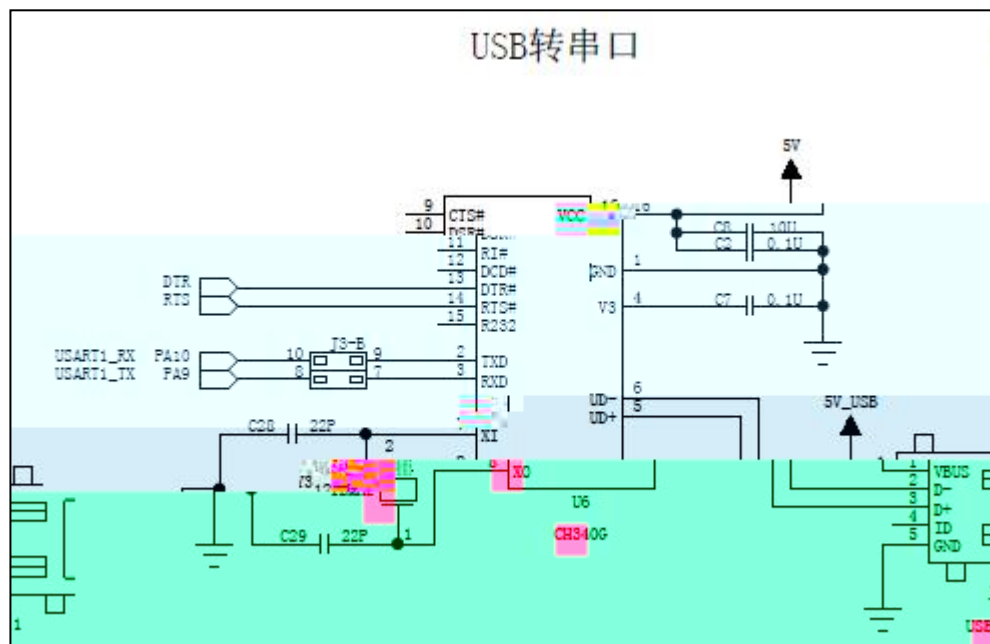 USB转串口
5V
9 CTS# VCC
10 DSR# C2 0.1U
10U
11 RI#
12 DCD# GND 1
DTR 13 DTR#
RTS 14 RTS# V3 4 C7 0.1U
15 R232
J3-B
USART1_RX PA10 10 9 2 TXD
USART1_TX PA9 8 7 3 RXD
UD- 6
UD+ 5 5V_USB
C28 22P XI
2
XO 1 VBUS
2 D-
U6 3 D+
4 ID
C29 22P 1 CH340G 5 GND
1